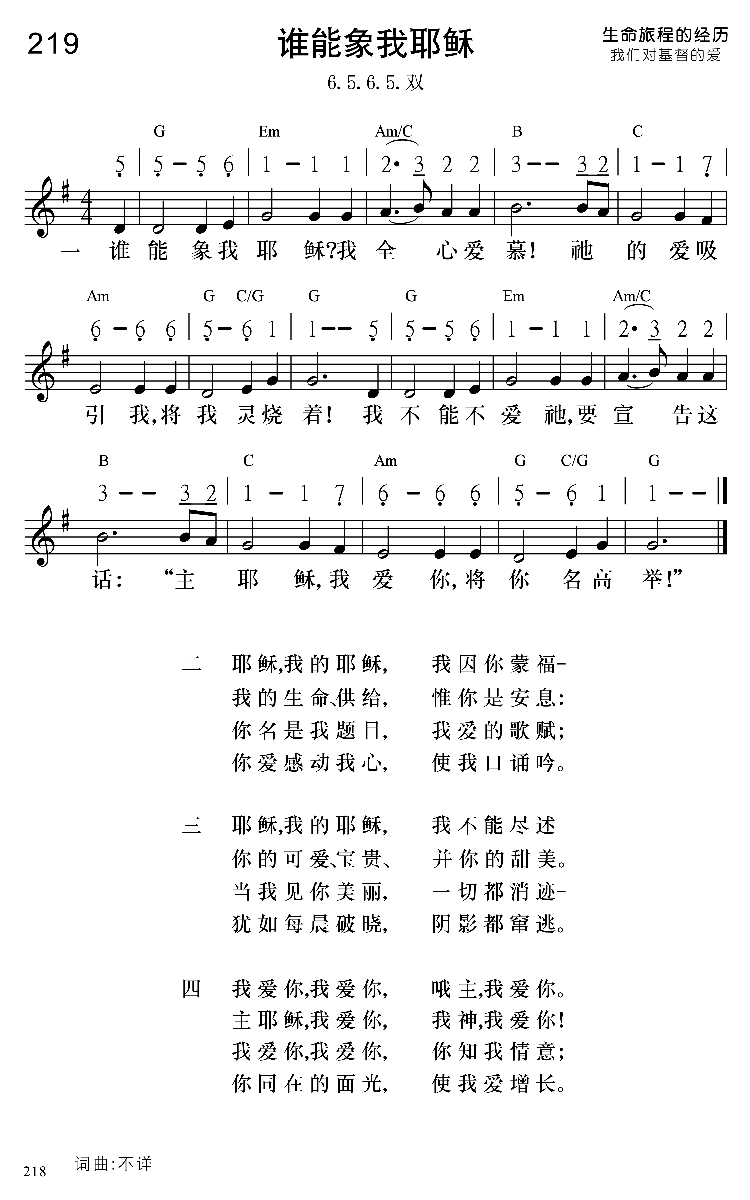 219
谁能象我耶稣
生命旅程的经历
我们对基督的爱
6. 5. 6. 5. 双
G Em Am/C B C
5 | 5 - 5 6 | 1 - 1 1 | 2· 3 2 2 | 3 - - 3 2 | 1 - 1 7 |
4 4
一 谁 能 象 我 耶 稣?我 全 心 爱 慕! 祂 的 爱 吸
Am G C/G G G Em Am/C
6 - 6 6 | 5 - 6 1 | 1 - - 5 | 5 - 5 6 | 1 - 1 1 | 2· 3 2 2 |
引 我,将 我 灵 烧 着! 我 不 能 不 爱 祂,要 宣 告 这
B C Am G C/G G
3 - - 3 2 | 1 - 1 7 | 6 - 6 6 | 5 - 6 1 | 1 - - ‖
话: “主 耶 稣,我 爱 你,将 你 名 高 举!”
二 耶稣,我的耶稣, 我因你蒙福-
我的生命、供给, 惟你是安息:
你名是我题目, 我爱的歌赋;
你爱感动我心, 使我口诵吟。
三 耶稣,我的耶稣, 我不能尽述
你的可爱、宝贵、 并你的甜美。
当我见你美丽, 一切都消迹-
犹如每晨破晓, 阴影都窜逃。
四 我爱你,我爱你, 哦主,我爱你。
主耶稣,我爱你, 我神,我爱你!
我爱你,我爱你, 你知我情意;
你同在的面光, 使我爱增长。
218 词曲:不详